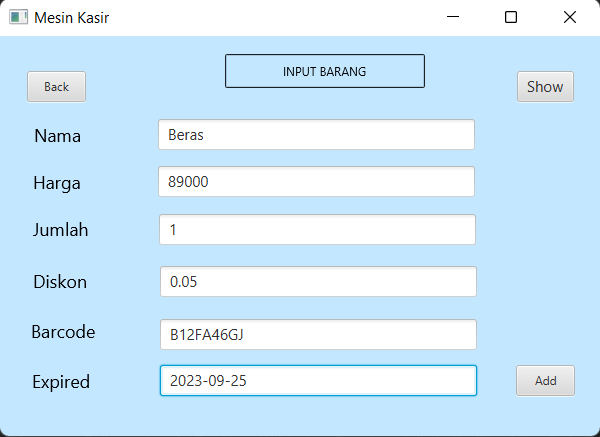 Mesin Kasir
INPUT BARANG
Back
Show
Nama
Beras
Harga
89000
Jumlah
1
Diskon
0.05
Barcode
B12FA46GJ
Expired
2023-09-25
Add